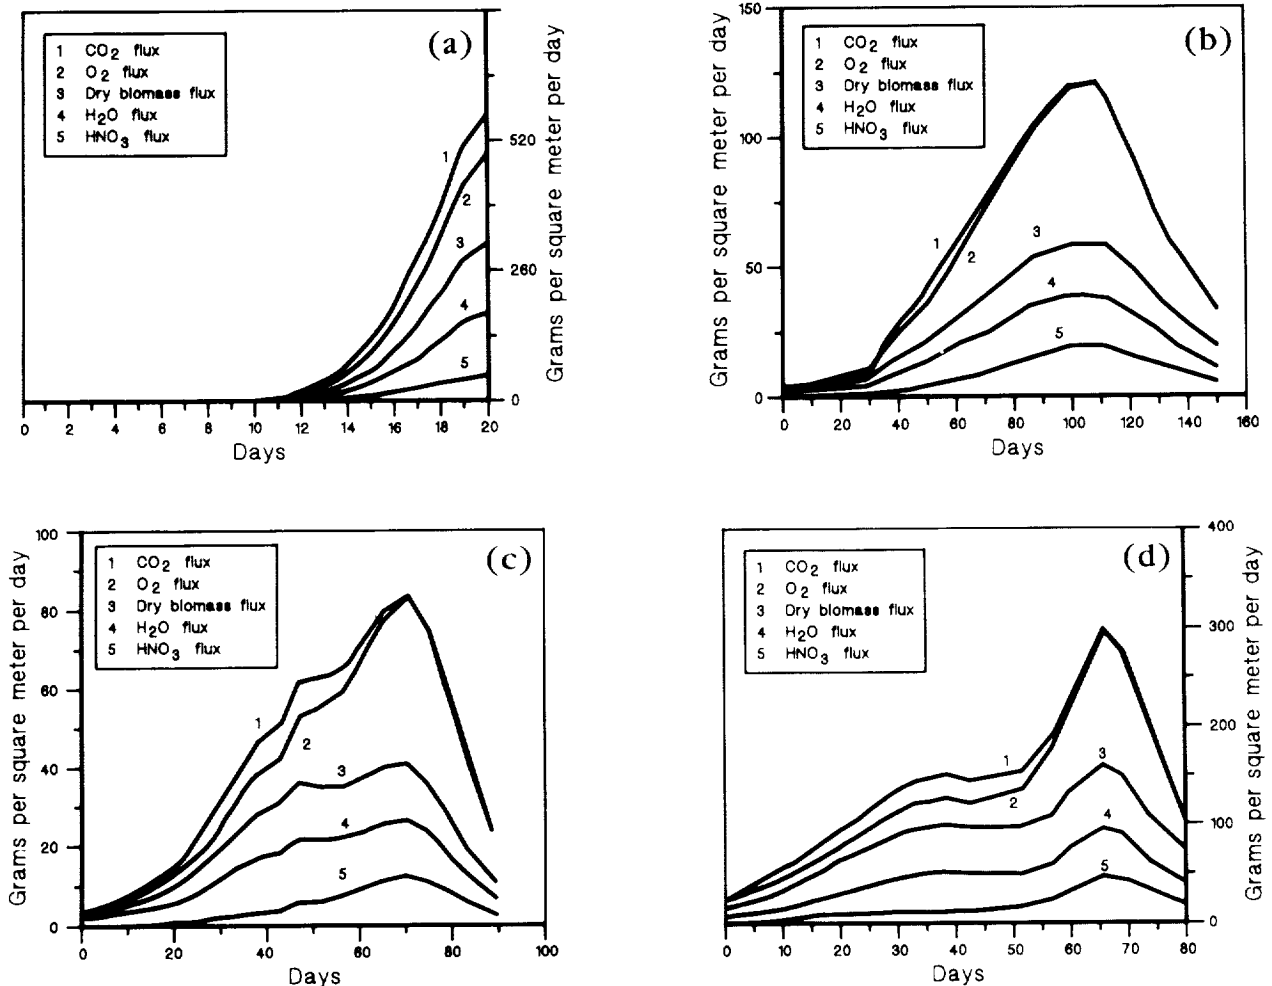 (a)
1 CO2 flux
2 O2 flux
3 Dry biomass flux
4 H2O flux
5 HNO3 flux
1
2
3
4
5
520
260
0
Grams per square meter per day
0 2 4 6 8 10 12 14 16 18 20
Days
(b)
1 CO2 flux
2 O2 flux
3 Dry biomass flux
4 H2O flux
5 HNO3 flux
150
100
50
0
Grams per square meter per day
1
2
3
4
5
0 20 40 60 80 100 120 140 160
Days
(c)
1 CO2 flux
2 O2 flux
3 Dry biomass flux
4 H2O flux
5 HNO3 flux
100
80
60
40
20
0
Grams per square meter per day
1
2
3
4
5
0 20 40 60 80 100
Days
(d)
1 CO2 flux
2 O2 flux
3 Dry biomass flux
4 H2O flux
5 HNO3 flux
1
2
3
4
5
400
300
200
100
0
Grams per square meter per day
0 10 20 30 40 50 60 70 80
Days